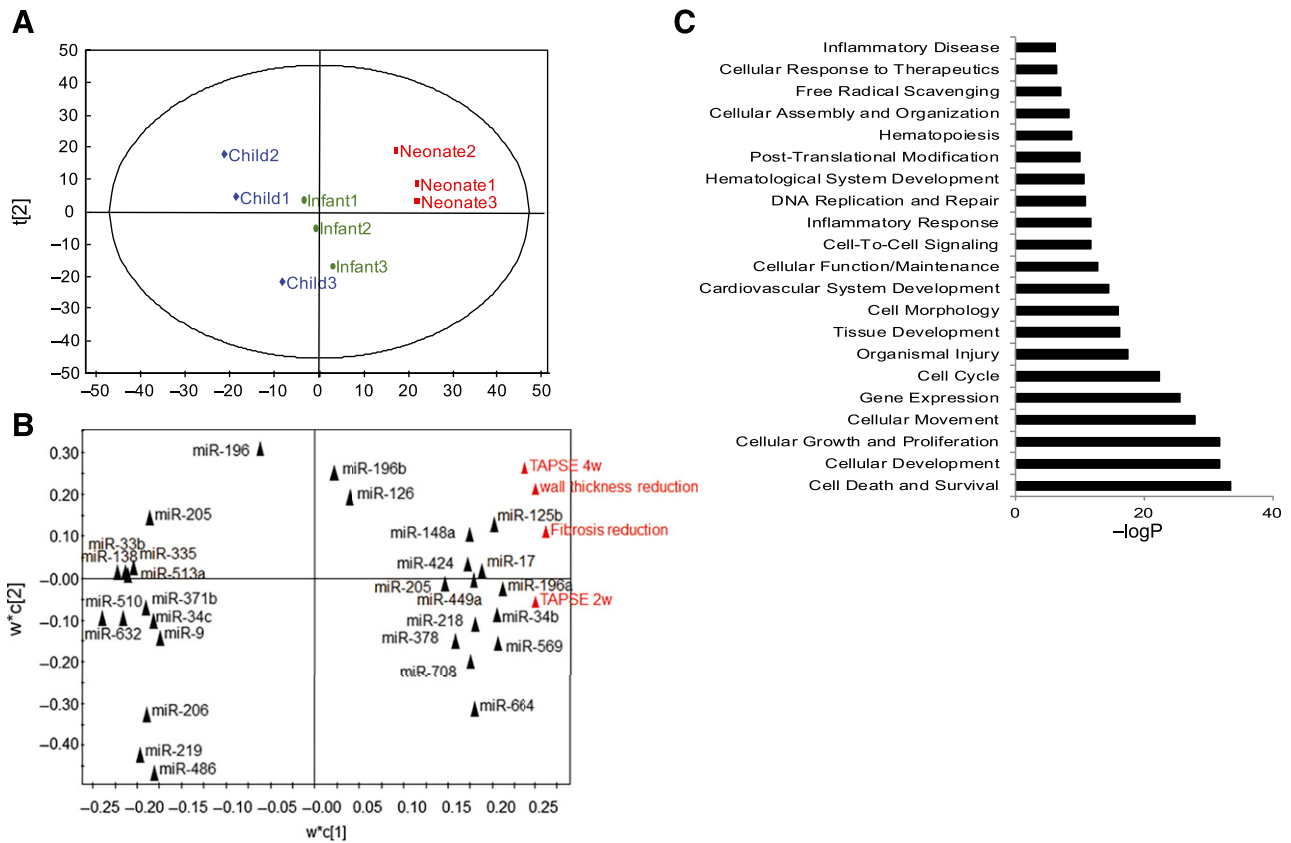 A
50
40
30
20
10
0
–10
–20
–30
–40
–50
t[2]
Child2
Child1
Child3
Infant1
Infant2
Infant3
Neonate2
Neonate1
Neonate3
–50 –40 –30 –20 –10 0 10 20 30 40 50
B
0.30
0.20
0.10
–0.00
–0.10
–0.20
–0.30
–0.40
w*c[2]
miR-196
miR-196b
miR-126
TAPSE 4w
wall thickness reduction
miR-205
miR-125b
miR-148a
Fibrosis reduction
miR-33b
miR-138
miR-335
miR-513a
miR-424
miR-17
miR-205
miR-196a
miR-449a
TAPSE 2w
miR-510
miR-371b
miR-34c
miR-632
miR-9
miR-218
miR-34b
miR-378
miR-569
miR-708
miR-206
miR-664
miR-219
miR-486
–0.25 –0.20 –0.15 –0.10 –0.50 –0.00 0.05 0.00 0.10 0.15 0.20 0.25
w*c[1]
C
Inflammatory Disease
Cellular Response to Therapeutics
Free Radical Scavenging
Cellular Assembly and Organization
Hematopoiesis
Post-Translational Modification
Hematological System Development
DNA Replication and Repair
Inflammatory Response
Cell-To-Cell Signaling
Cellular Function/Maintenance
Cardiovascular System Development
Cell Morphology
Tissue Development
Organismal Injury
Cell Cycle
Gene Expression
Cellular Movement
Cellular Growth and Proliferation
Cellular Development
Cell Death and Survival
0 20 40
–logP